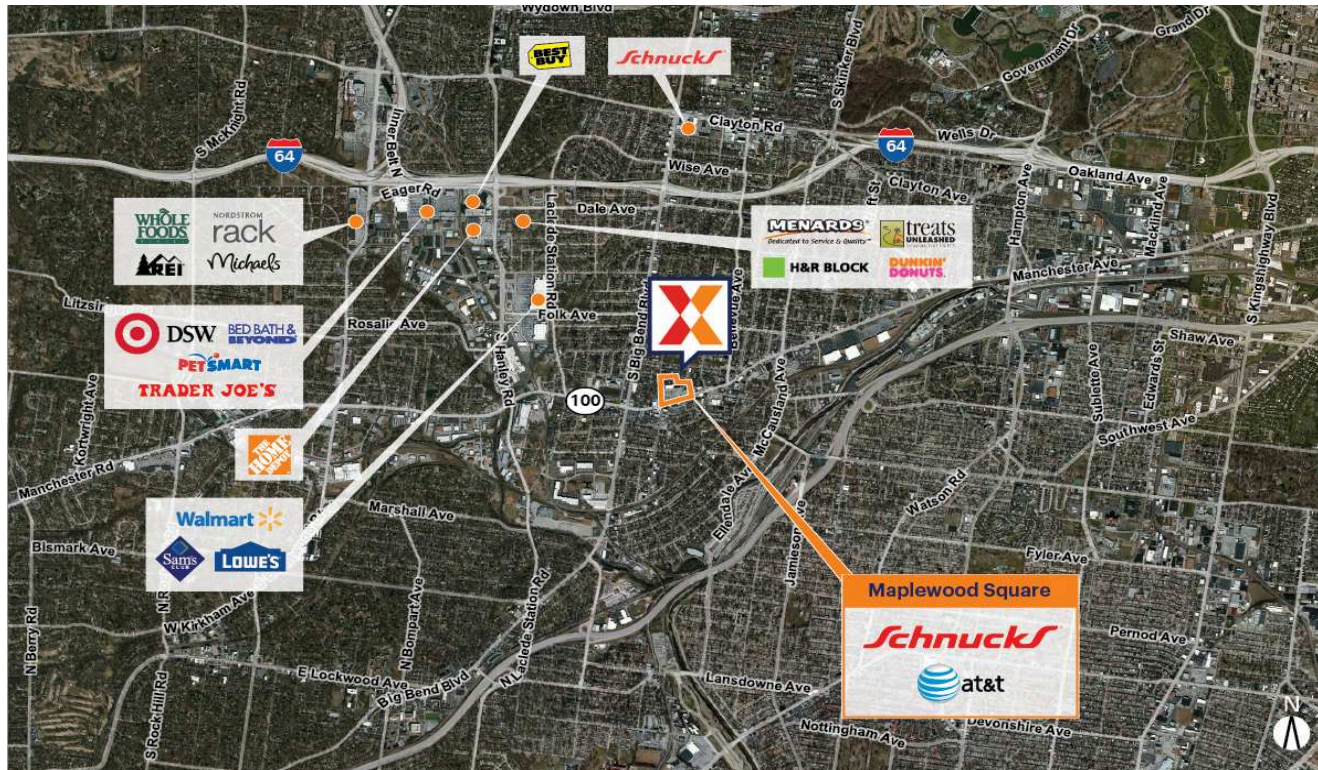 Wydown Blvd
Grand Dr
Government Dr
S Skinker Blvd
BEST
BUY
Schnucks
Clayton Rd
Wells Dr
64
64
S McKnight Rd
Inner Belt N
Wise Ave
Oakland Ave
Clayton Ave
Eager Rd
Dale Ave
Laclede Station Rd
Hampton Ave
Mackind Ave
S Kingshighway Blvd
WHOLE
FOODS
NORDSTROM
rack
REI
Michaels
MENARDS
Dedicated to Service & Quality
treats
UNLEASHED
H&R BLOCK
DUNKIN'
DONUTS
Manchester Ave
Folk Ave
Rosalie Ave
S Big Bend Blvd
Bellevue Ave
Shaw Ave
DSW
BED BATH &
BEYOND
PETSMART
TRADER JOE'S
S Hanley Rd
100
Kortwright Ave
Manchester Rd
THE
HOME
DEPOT
McCausland Ave
Ellendale Ave
Sublette Ave
Edwards St
Southwest Ave
Watson Rd
Walmart
Sam's
CLUB
LOWE'S
Marshall Ave
Bismark Ave
Jamieson Ave
Fyler Ave
W Kirkham Ave
N Berry Rd
N Bompart Ave
N Laclede Station Rd
E Lockwood Ave
Big Bend Blvd
S Rock Hill Rd
Maplewood Square
Schnucks
at&t
Pernod Ave
Lansdowne Ave
Nottingham Ave
Devonshire Ave
N